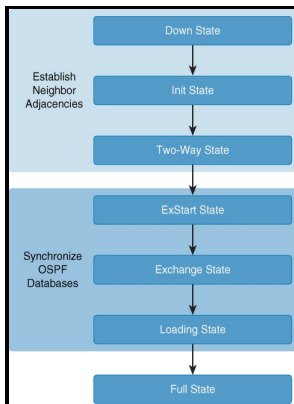 Down State
Establish
Neighbor
Adjacencies
Init State
Two-Way State
ExStart State
Synchronize
OSPF
Databases
Exchange State
Loading State
Full State